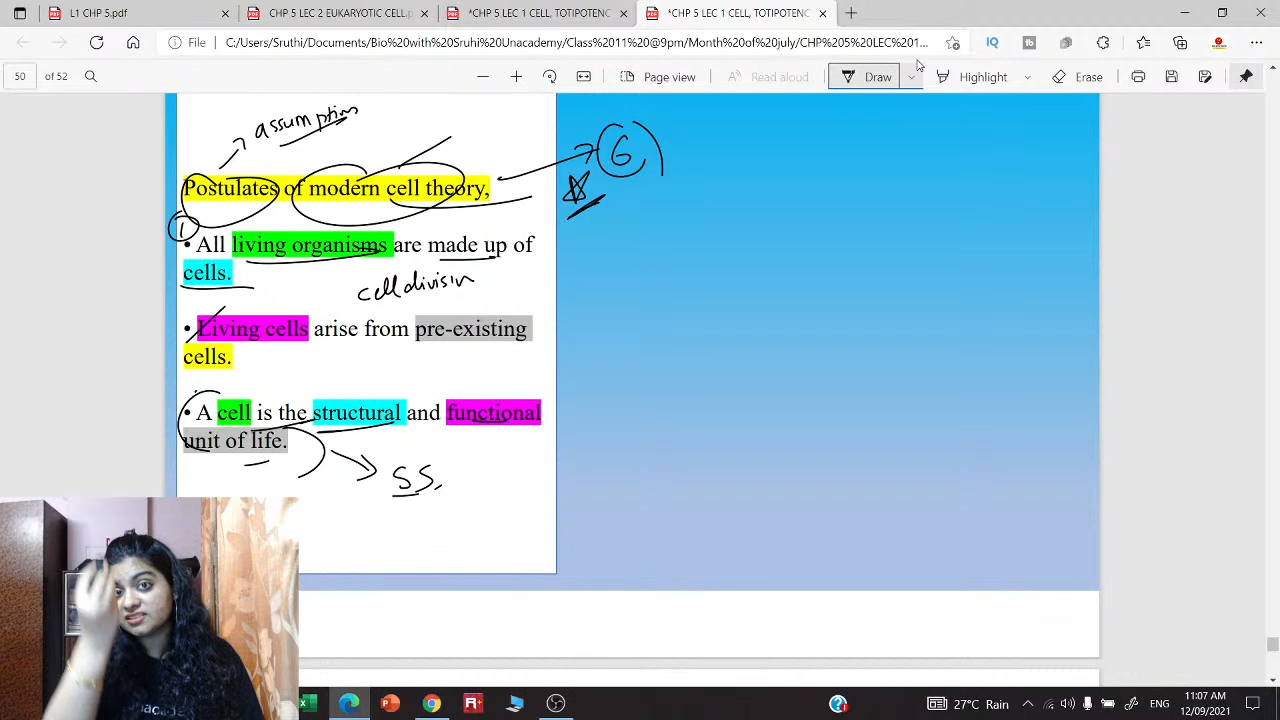 L1 CHP 5.pdf
CHP 5 LEC 2 EUKARYOTIC CELL.p
*CHP 5 LEC 1 CELL, TOTIPOTENC
*CHP 5 LEC 1 CELL, TOTIPOTENC
File
C:/Users/Sruthi/Documents/Bio%20with%20Sruhi%20Unacademy/Class%2011%20@9pm/Month%20of%20july/CHP%205%20LEC%201...
50 of 52
Page view
Read aloud
Draw
Highlight
Erase
assumption
Postulates of modern cell theory,
6
1
• All living organisms are made up of
cells.
cell division
• Living cells arise from pre-existing
cells.
• A cell is the structural and functional
unit of life.
SS,
27°C Rain
ENG
11:07 AM
12/09/2021